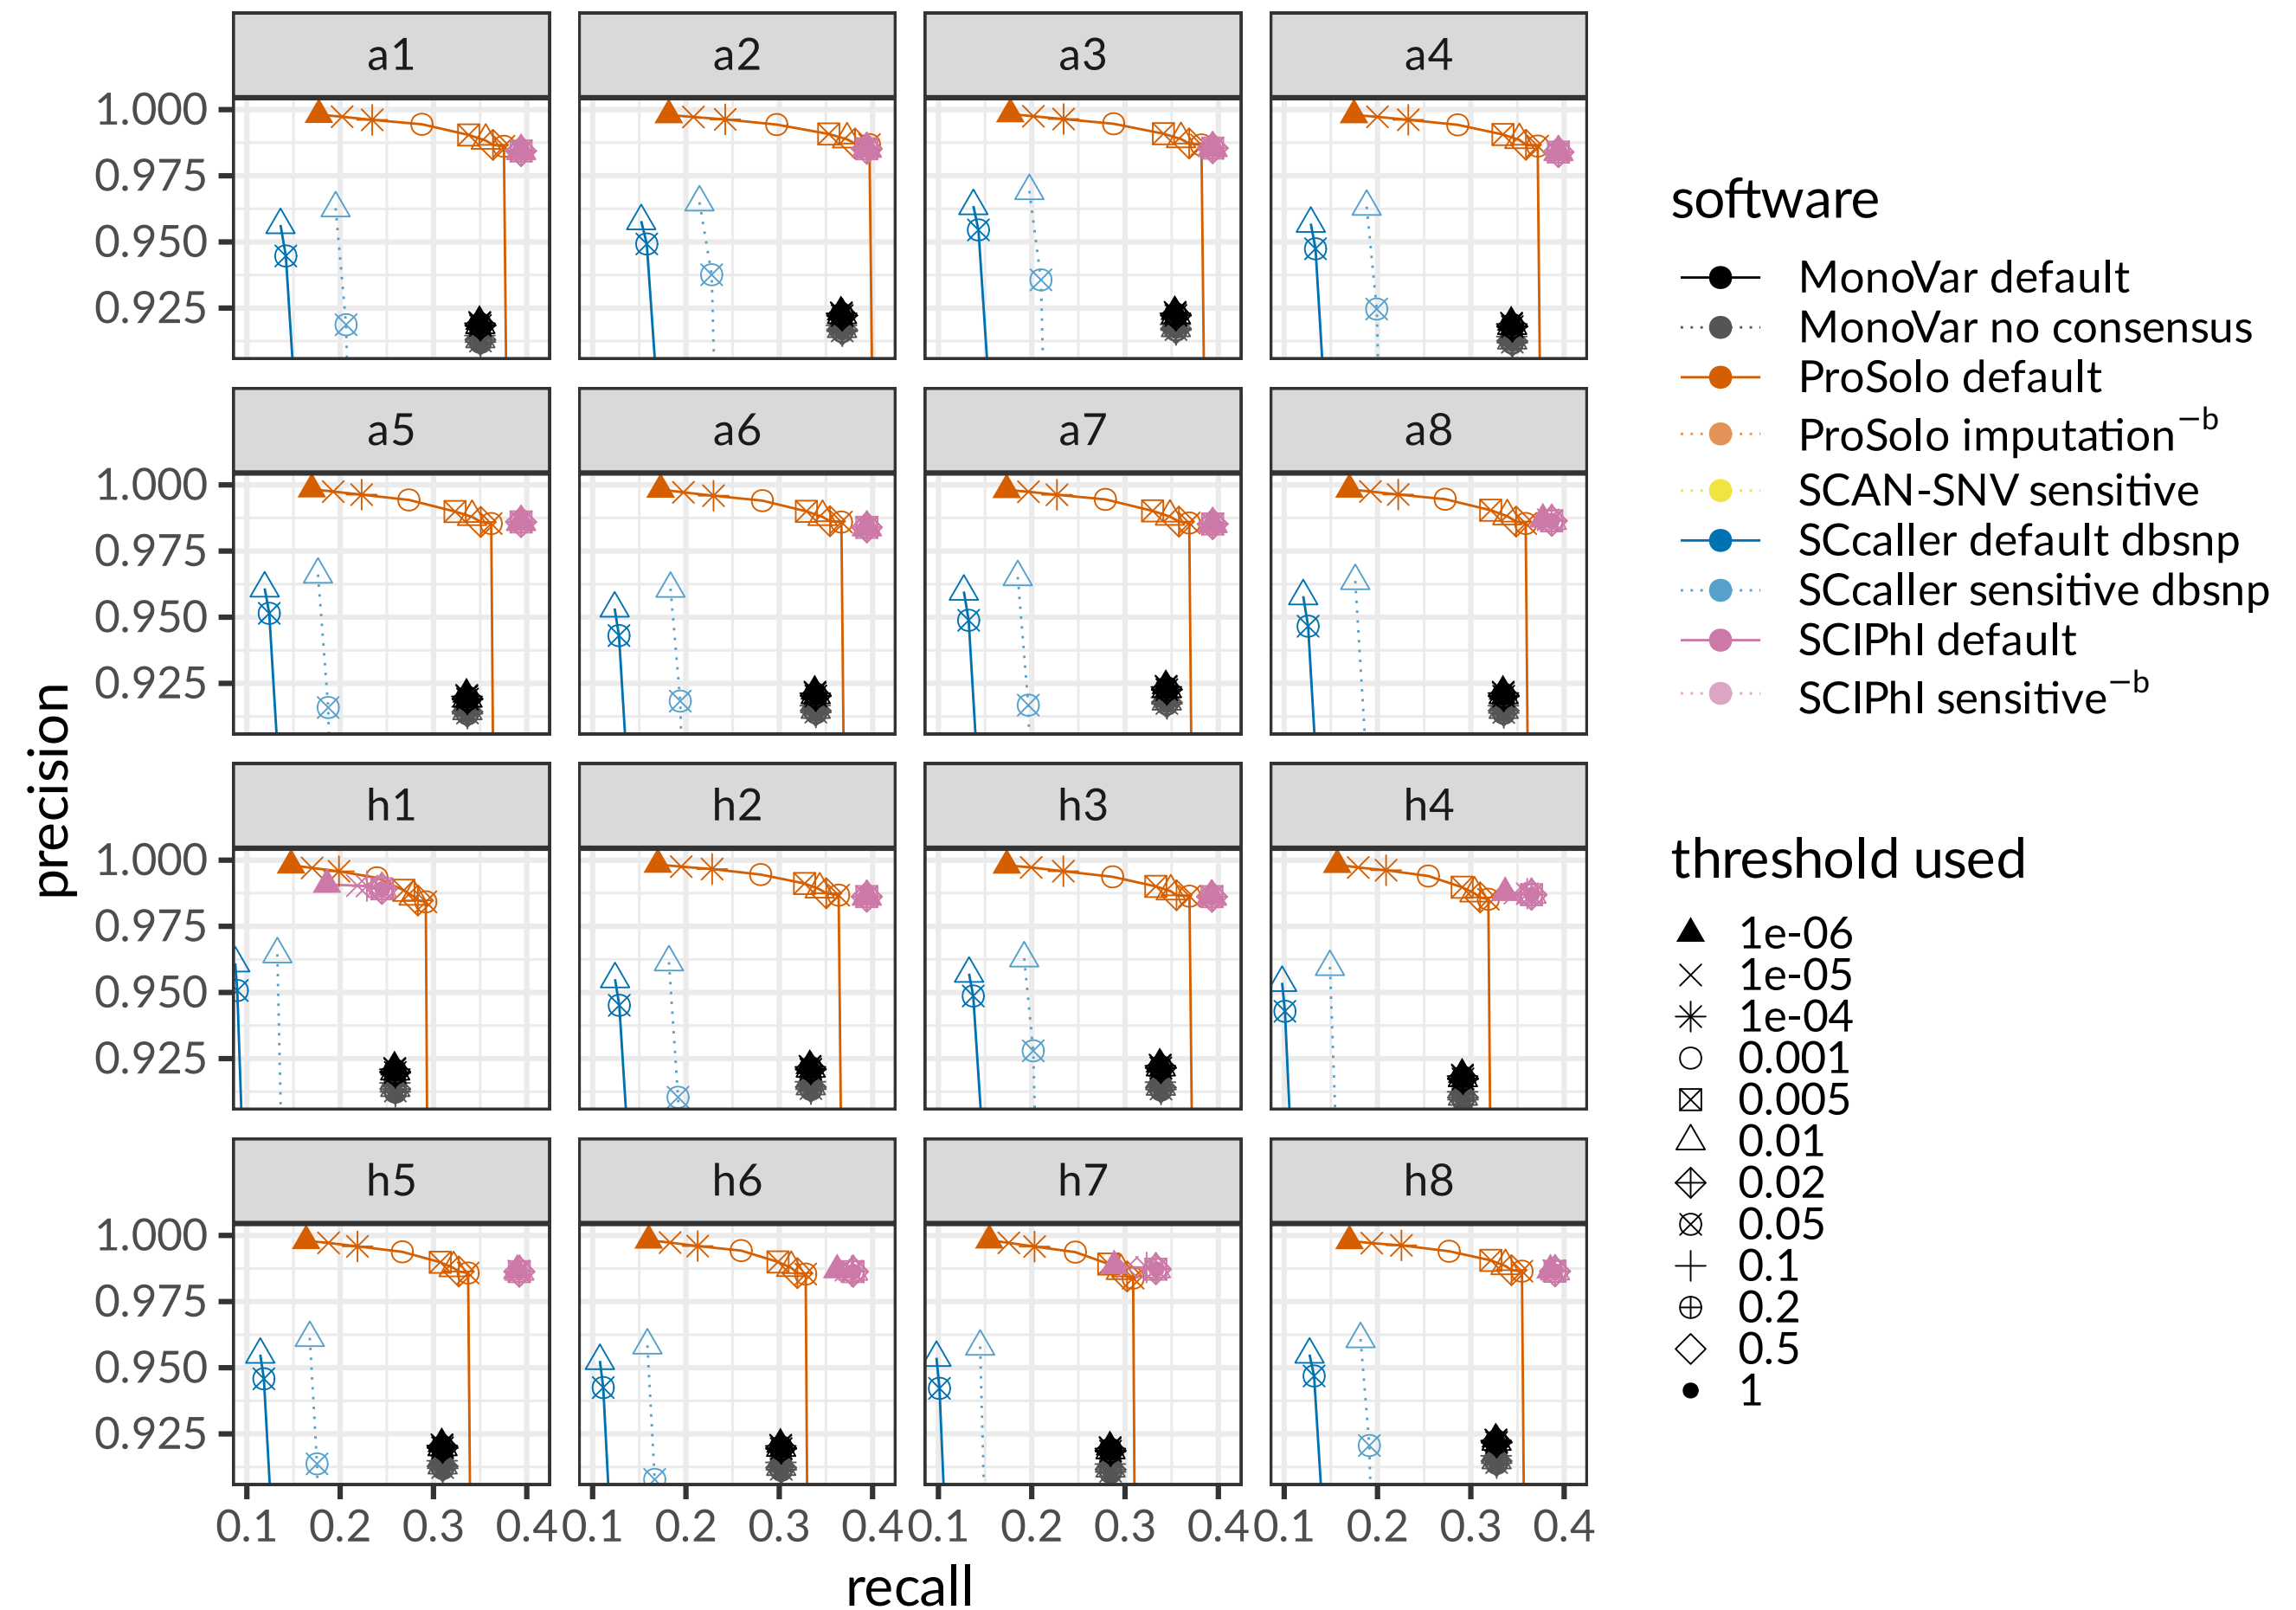 a1 a2 a3 a4
1.000
0.975
0.950
0.925
a5 a6 a7 a8
1.000
0.975
0.950
0.925
h1 h2 h3 h4
1.000
0.975
0.950
0.925
h5 h6 h7 h8
1.000
0.975
0.950
0.925
0.1 0.2 0.3 0.4 0.1 0.2 0.3 0.4 0.1 0.2 0.3 0.4 0.1 0.2 0.3 0.4
recall
precision
software
MonoVar default
MonoVar no consensus
ProSolo default
ProSolo imputation⁻ᵇ
SCAN-SNV sensitive
SCcaller default dbsnp
SCcaller sensitive dbsnp
SCIPhI default
SCIPhI sensitive⁻ᵇ
threshold used
1e-06
1e-05
1e-04
0.001
0.005
0.01
0.02
0.05
0.1
0.2
0.5
1